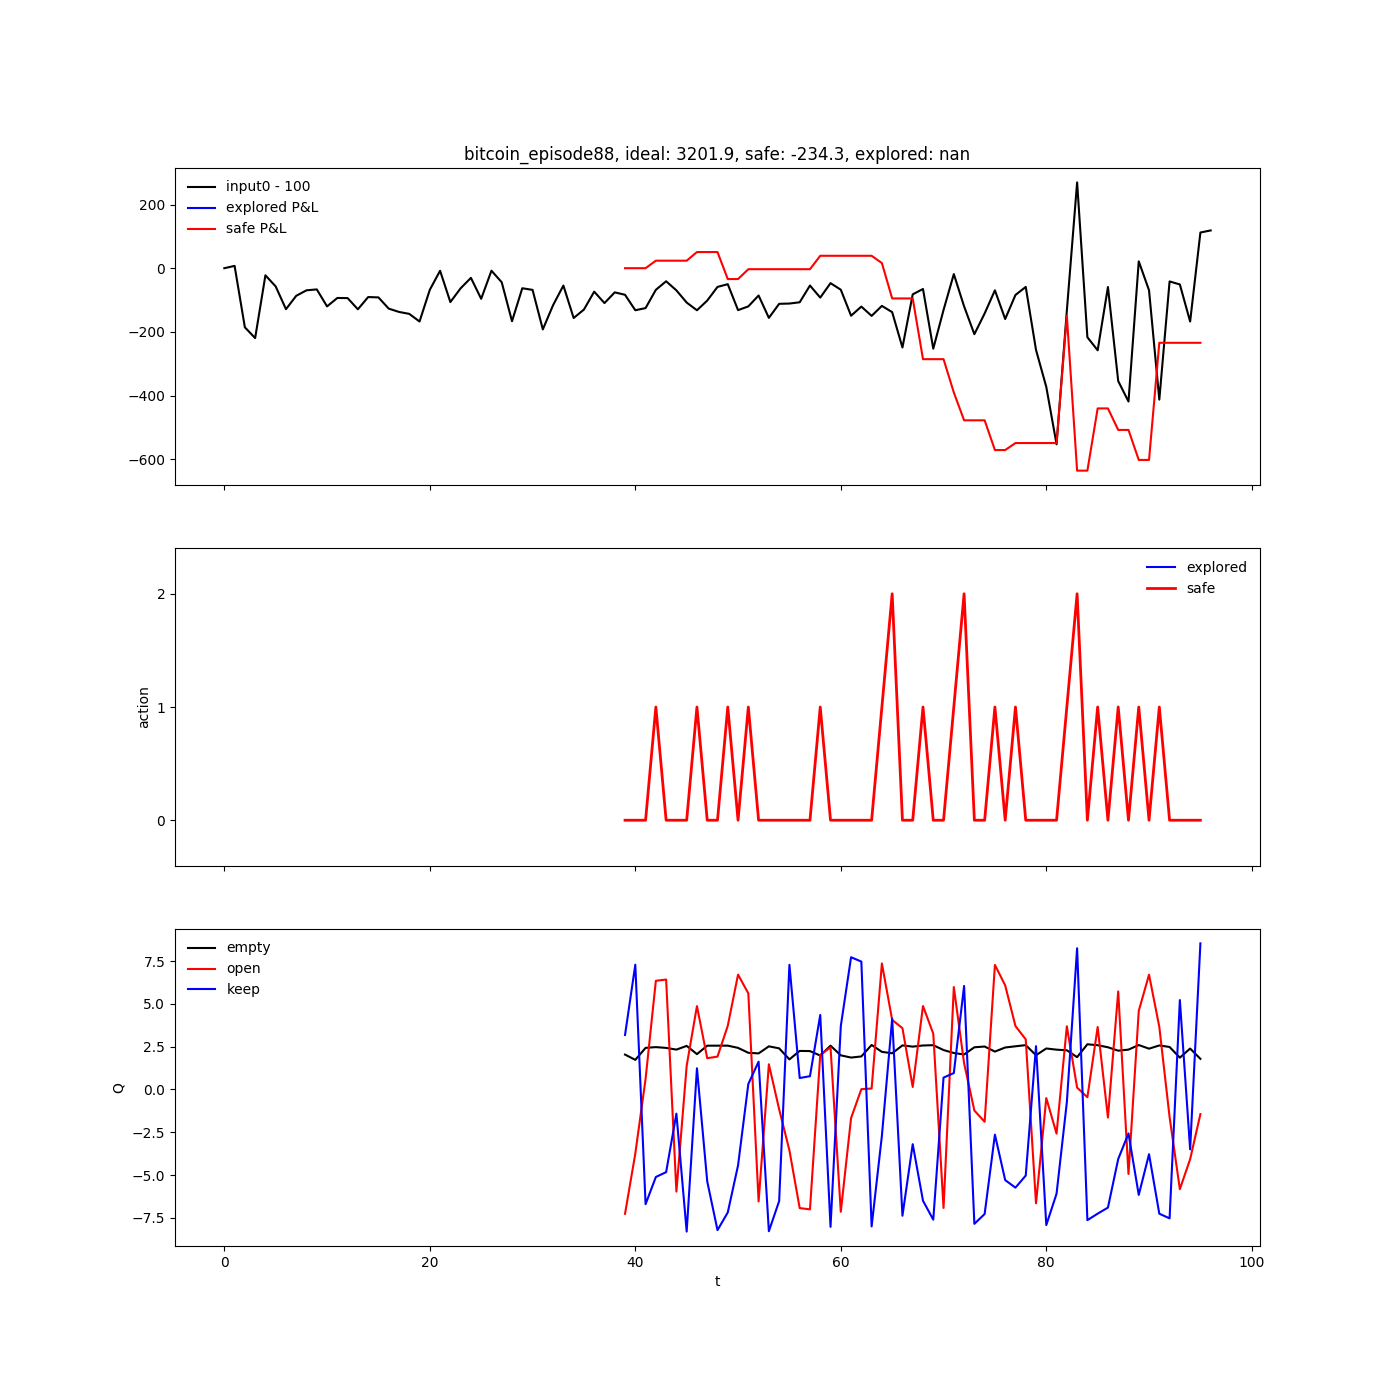 bitcoin_episode88, ideal: 3201.9, safe: -234.3, explored: nan
input0 - 100
explored P&L
safe P&L
200
0
−200
−400
−600
explored
safe
2
1
0
action
empty
open
keep
7.5
5.0
2.5
0.0
−2.5
−5.0
−7.5
Q
0 20 40 60 80 100
t